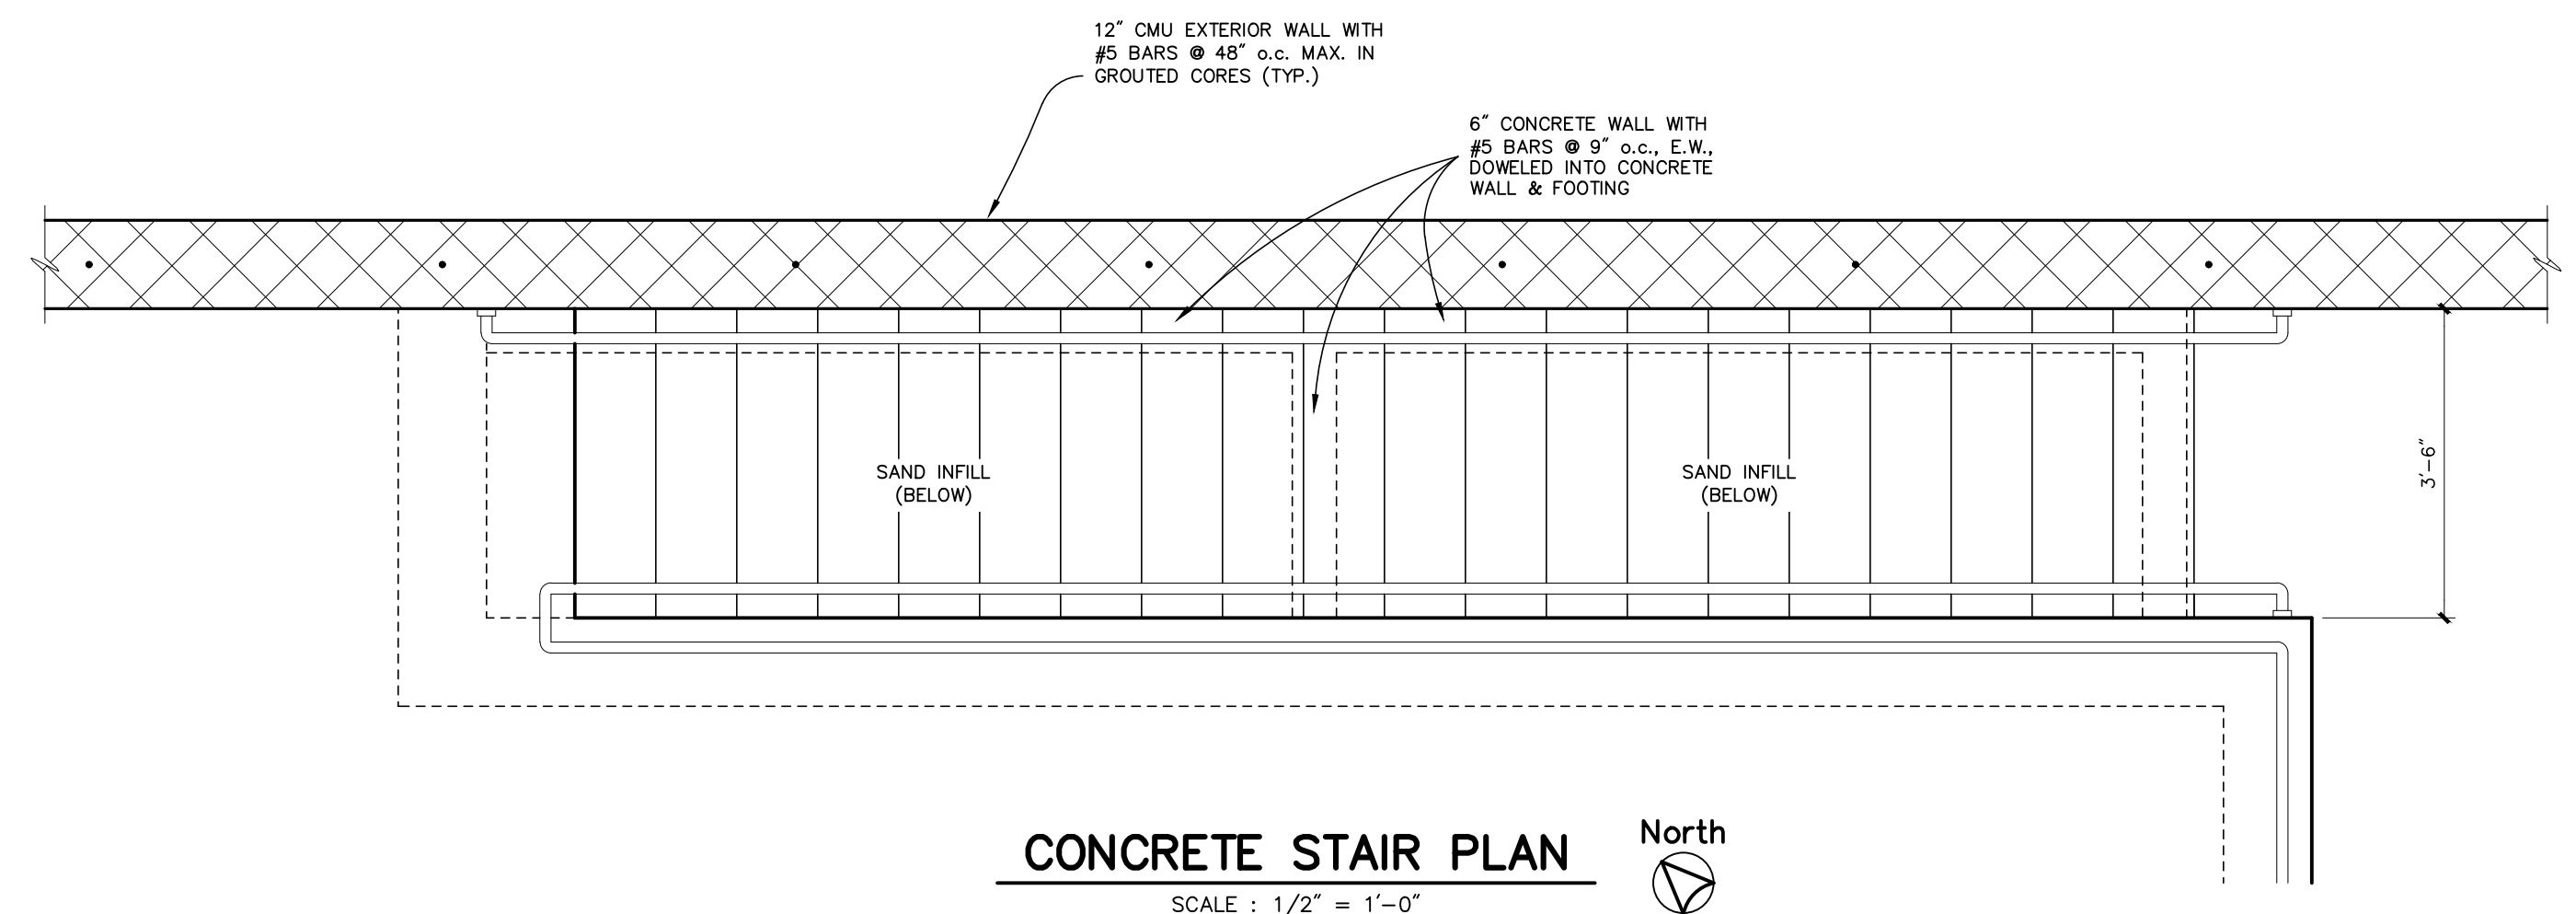 12" CMU EXTERIOR WALL WITH
#5 BARS @ 48" o.c. MAX. IN
GROUTED CORES (TYP.)
6" CONCRETE WALL WITH
#5 BARS @ 9" o.c., E.W.,
DOWELED INTO CONCRETE
WALL & FOOTING
SAND INFILL
(BELOW)
SAND INFILL
(BELOW)
3'-6"
CONCRETE STAIR PLAN
SCALE : 1/2" = 1'-0"
North